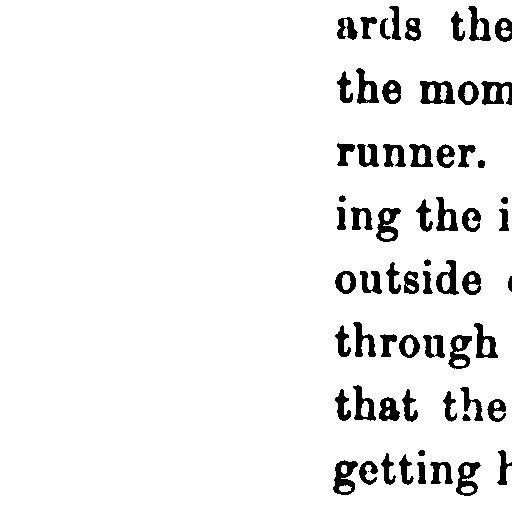 ards the
the mom
runner.
ing the i
outside
through
that the
getting h